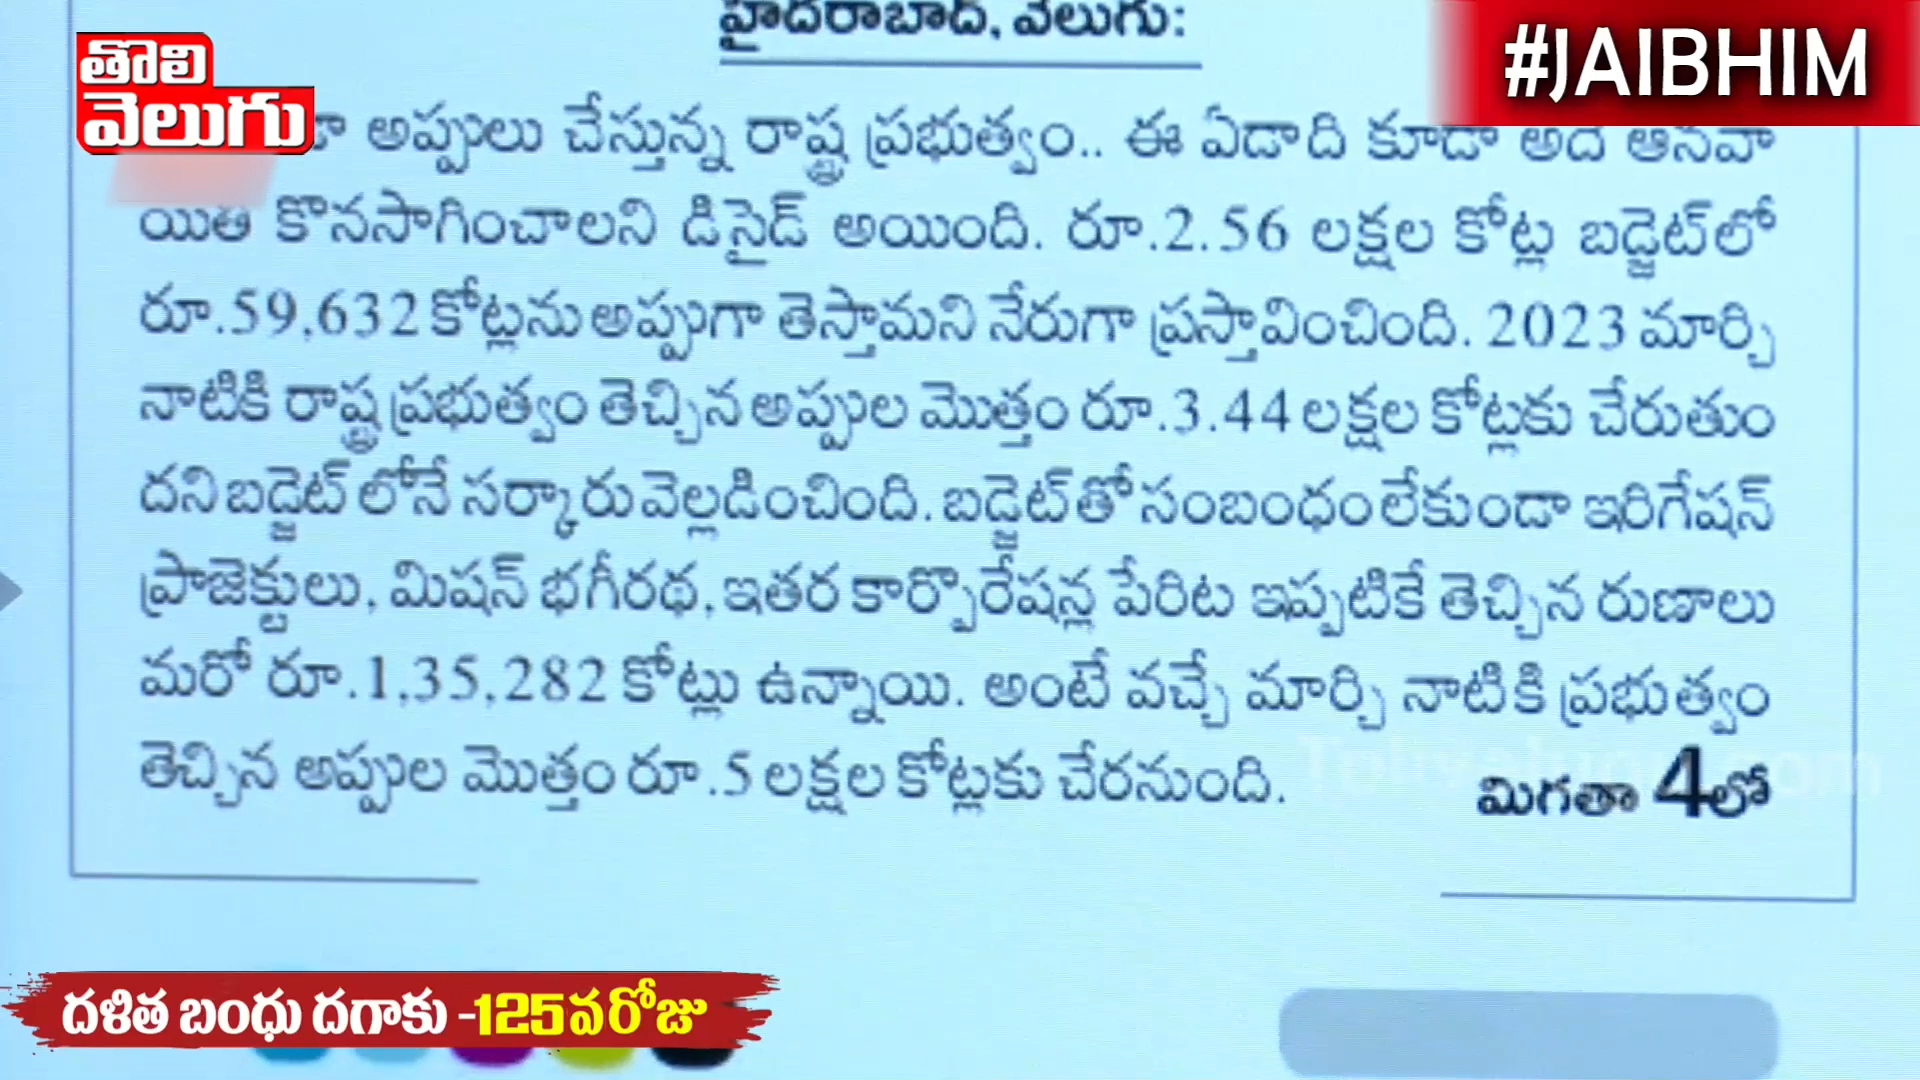 హైదరాబాద్, వెలుగు:
తొలి
వెలుగు
#JAIBHIM
అప్పులు చేస్తున్న రాష్ట్ర ప్రభుత్వం.. ఈ ఏడాది కూడా అదే ఆనవా
యితీ కొనసాగించాలని డిసైడ్ అయింది. రూ.2.56 లక్షల కోట్ల బడ్జెట్‌లో
రూ.59,632 కోట్లను అప్పుగా తెస్తామని నేరుగా ప్రస్తావించింది. 2023 మార్చి
నాటికి రాష్ట్ర ప్రభుత్వం తెచ్చిన అప్పుల మొత్తం రూ.3.44 లక్షల కోట్లకు చేరుతుం
దని బడ్జెట్ లోనే సర్కారు వెల్లడించింది. బడ్జెట్‌తో సంబంధం లేకుండా ఇరిగేషన్
ప్రాజెక్టులు, మిషన్ భగీరథ, ఇతర కార్పొరేషన్ల పేరిట ఇప్పటికే తెచ్చిన రుణాలు
మరో రూ.1,35,282 కోట్లు ఉన్నాయి. అంటే వచ్చే మార్చి నాటికి ప్రభుత్వం
తెచ్చిన అప్పుల మొత్తం రూ.5 లక్షల కోట్లకు చేరనుంది.
మిగతా 4లో
దళిత బంధు దగాకు -125వ రోజు